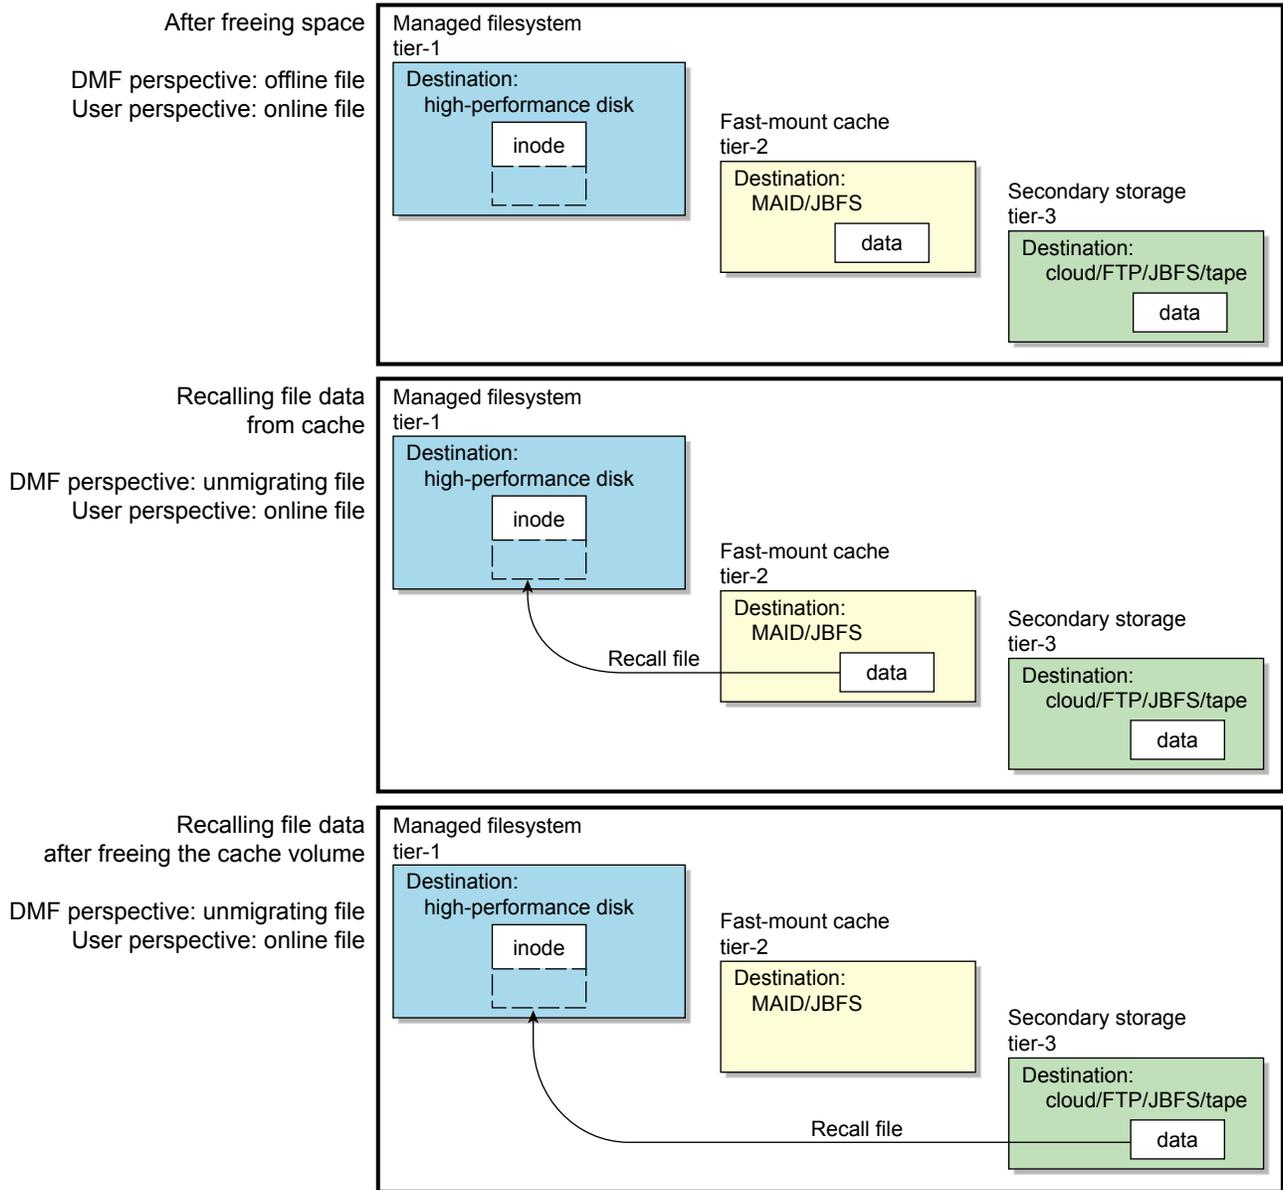 After freeing space
DMF perspective: offline file
User perspective: online file
Managed filesystem
tier-1
Destination:
high-performance disk
inode
Fast-mount cache
tier-2
Destination:
MAID/JBFS
data
Secondary storage
tier-3
Destination:
cloud/FTP/JBFS/tape
data
Recalling file data
from cache
DMF perspective: unmigrating file
User perspective: online file
Managed filesystem
tier-1
Destination:
high-performance disk
inode
Fast-mount cache
tier-2
Destination:
MAID/JBFS
Recall file
data
Secondary storage
tier-3
Destination:
cloud/FTP/JBFS/tape
data
Recalling file data
after freeing the cache volume
DMF perspective: unmigrating file
User perspective: online file
Managed filesystem
tier-1
Destination:
high-performance disk
inode
Fast-mount cache
tier-2
Destination:
MAID/JBFS
Secondary storage
tier-3
Destination:
cloud/FTP/JBFS/tape
Recall file
data